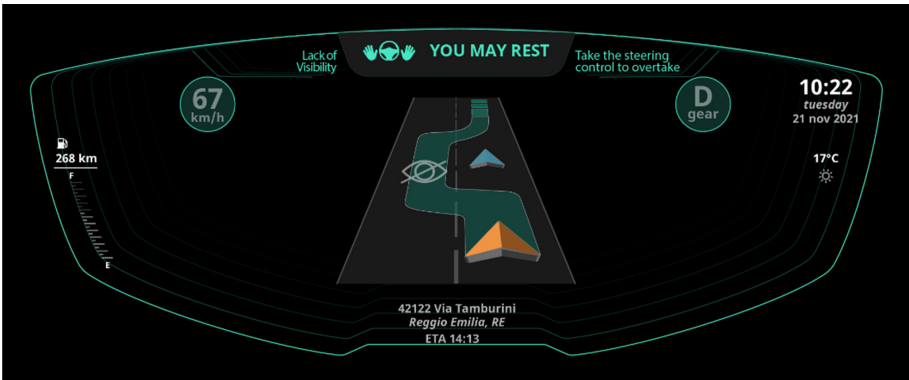 Lack of
Visibility
YOU MAY REST
Take the steering
control to overtake
67
km/h
D
gear
10:22
tuesday
21 nov 2021
268 km
F
E
17°C
42122 Via Tamburini
Reggio Emilia, RE
ETA 14:13